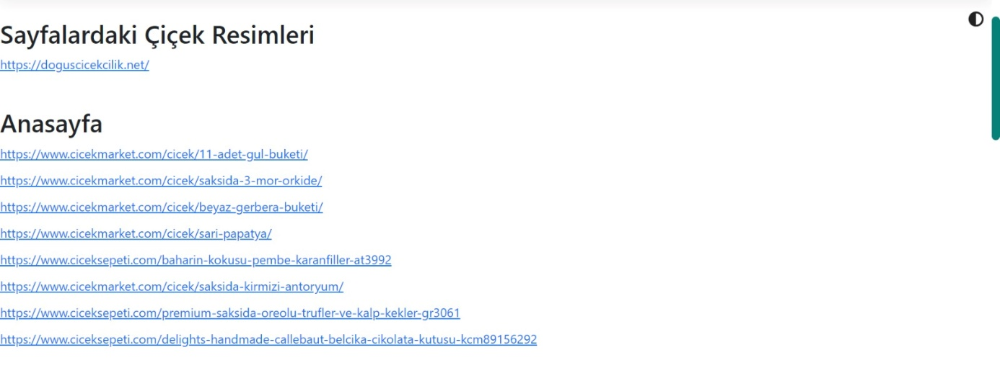 Sayfalardaki Çiçek Resimleri
https://doguscicekcilik.net/
Anasayfa
https://www.cicekmarket.com/cicek/11-adet-gul-buketi/
https://www.cicekmarket.com/cicek/saksida-3-mor-orkide/
https://www.cicekmarket.com/cicek/beyaz-gerbera-buketi/
https://www.cicekmarket.com/cicek/sari-papatya/
https://www.ciceksepeti.com/baharin-kokusu-pembe-karanfiller-at3992
https://www.cicekmarket.com/cicek/saksida-kirmizi-antoryum/
https://www.ciceksepeti.com/premium-saksida-oreolu-trufler-ve-kalp-kekler-gr3061
https://www.ciceksepeti.com/delights-handmade-callebaut-belcika-cikolata-kutusu-kcm89156292